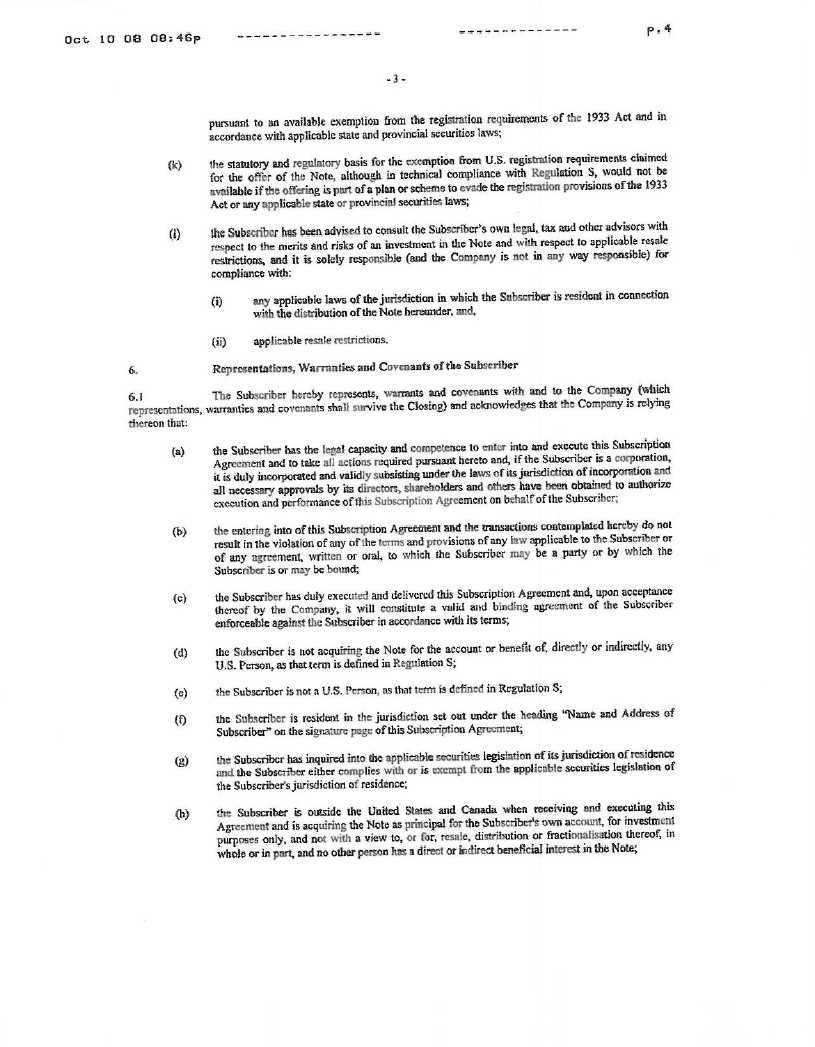 Oct 10 08 08:46p ------------------ --------------- p.4
- 3 -
pursuant to an available exemption from the registration requirements of the 1933 Act and in
accordance with applicable state and provincial securities laws;
(k) the statutory and regulatory basis for the exemption from U.S. registration requirements claimed
for the offer of the Note, although in technical compliance with Regulation S, would not be
available if the offering is part of a plan or scheme to evade the registration provisions of the 1933
Act or any applicable state or provincial securities laws;
(l) the Subscriber has been advised to consult the Subscriber's own legal, tax and other advisors with
respect to the merits and risks of an investment in the Note and with respect to applicable resale
restrictions, and it is solely responsible (and the Company is not in any way responsible) for
compliance with:
(i) any applicable laws of the jurisdiction in which the Subscriber is resident in connection
with the distribution of the Note hereunder, and,
(ii) applicable resale restrictions.
6. Representations, Warranties and Covenants of the Subscriber
6.1 The Subscriber hereby represents, warrants and covenants with and to the Company (which
representations, warranties and covenants shall survive the Closing) and acknowledges that the Company is relying
thereon that:
(a) the Subscriber has the legal capacity and competence to enter into and execute this Subscription
Agreement and to take all actions required pursuant hereto and, if the Subscriber is a corporation,
it is duly incorporated and validly subsisting under the laws of its jurisdiction of incorporation and
all necessary approvals by its directors, shareholders and others have been obtained to authorize
execution and performance of this Subscription Agreement on behalf of the Subscriber;
(b) the entering into of this Subscription Agreement and the transactions contemplated hereby do not
result in the violation of any of the terms and provisions of any law applicable to the Subscriber or
of any agreement, written or oral, to which the Subscriber may be a party or by which the
Subscriber is or may be bound;
(c) the Subscriber has duly executed and delivered this Subscription Agreement and, upon acceptance
thereof by the Company, it will constitute a valid and binding agreement of the Subscriber
enforceable against the Subscriber in accordance with its terms;
(d) the Subscriber is not acquiring the Note for the account or benefit of, directly or indirectly, any
U.S. Person, as that term is defined in Regulation S;
(e) the Subscriber is not a U.S. Person, as that term is defined in Regulation S;
(f) the Subscriber is resident in the jurisdiction set out under the heading "Name and Address of
Subscriber" on the signature page of this Subscription Agreement;
(g) the Subscriber has inquired into the applicable securities legislation of its jurisdiction of residence
and the Subscriber either complies with or is exempt from the applicable securities legislation of
the Subscriber's jurisdiction of residence;
(h) the Subscriber is outside the United States and Canada when receiving and executing this
Agreement and is acquiring the Note as principal for the Subscriber's own account, for investment
purposes only, and not with a view to, or for, resale, distribution or fractionalisation thereof, in
whole or in part, and no other person has a direct or indirect beneficial interest in the Note;